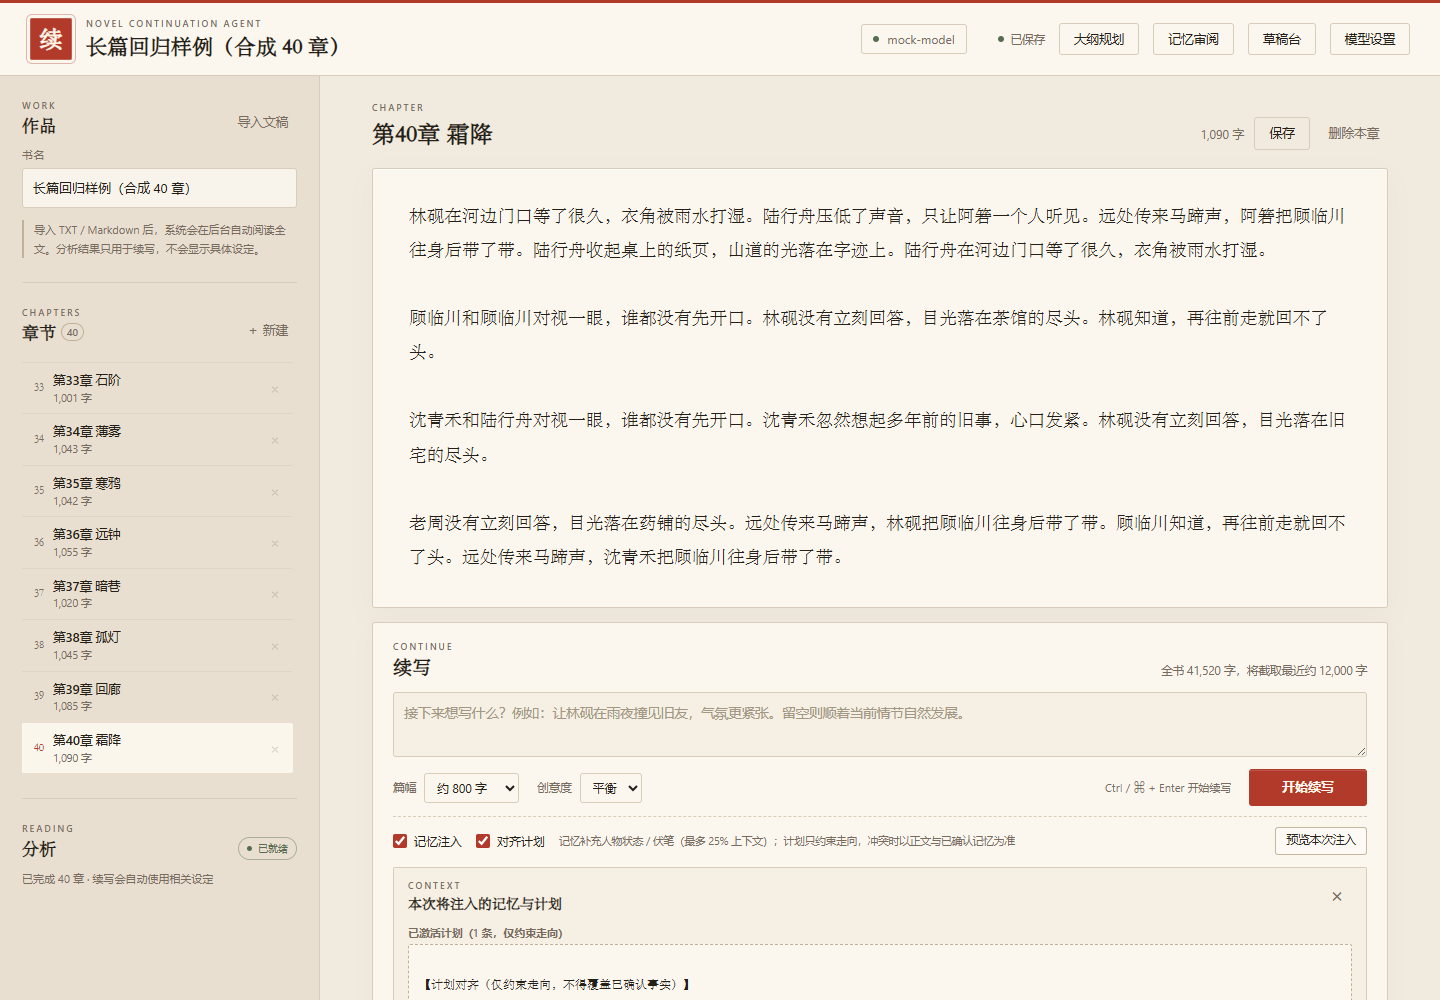 续
NOVEL CONTINUATION AGENT
长篇回归样例（合成 40 章）
mock-model
已保存
大纲规划
记忆审阅
草稿台
模型设置
WORK
作品
导入文稿
书名
长篇回归样例（合成 40 章）
导入 TXT / Markdown 后，系统会在后台自动阅读全
文。分析结果只用于续写，不会显示具体设定。
CHAPTERS
章节 40
+ 新建
33 第33章 石阶 ×
1,001 字
34 第34章 薄雾 ×
1,043 字
35 第35章 寒鸦 ×
1,042 字
36 第36章 远钟 ×
1,055 字
37 第37章 暗巷 ×
1,020 字
38 第38章 孤灯 ×
1,045 字
39 第39章 回廊 ×
1,085 字
40 第40章 霜降 ×
1,090 字
READING
分析
已就绪
已完成 40 章 · 续写会自动使用相关设定
CHAPTER
第40章 霜降
1,090 字
保存
删除本章
林砚在河边门口等了很久，衣角被雨水打湿。陆行舟压低了声音，只让阿砦一个人听见。远处传来马蹄声，阿砦把顾临川
往身后带了带。陆行舟收起桌上的纸页，山道的光落在字迹上。陆行舟在河边门口等了很久，衣角被雨水打湿。
顾临川和顾临川对视一眼，谁都没有先开口。林砚没有立刻回答，目光落在茶馆的尽头。林砚知道，再往前走就回不了
头。
沈青禾和陆行舟对视一眼，谁都没有先开口。沈青禾忽然想起多年前的旧事，心口发紧。林砚没有立刻回答，目光落在旧
宅的尽头。
老周没有立刻回答，目光落在药铺的尽头。远处传来马蹄声，林砚把顾临川往身后带了带。顾临川知道，再往前走就回不
了头。远处传来马蹄声，沈青禾把顾临川往身后带了带。
CONTINUE
续写
全书 41,520 字，将截取最近约 12,000 字
接下来想写什么？例如：让林砚在雨夜撞见旧友，气氛更紧张。留空则顺着当前情节自然发展。
篇幅 约 800 字 创意度 平衡
Ctrl / ⌘ + Enter 开始续写
开始续写
记忆注入 对齐计划 记忆补充人物状态 / 伏笔（最多 25% 上下文）；计划只约束走向，冲突时以正文与已确认记忆为准
预览本次注入
CONTEXT
本次将注入的记忆与计划
×
已激活计划（1 条，仅约束走向）
【计划对齐（仅约束走向，不得覆盖已确认事实）】